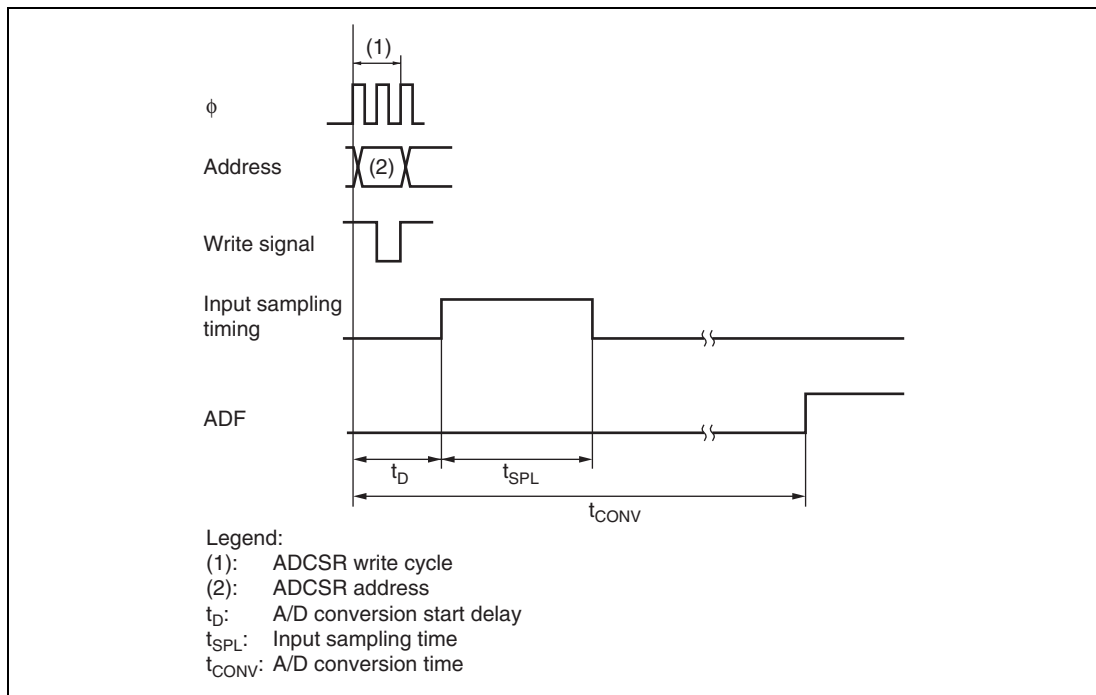 (1)
φ
Address
(2)
Write signal
Input sampling
timing
ADF
tD
tSPL
tCONV
Legend:
(1): ADCSR write cycle
(2): ADCSR address
tD: A/D conversion start delay
tSPL: Input sampling time
tCONV: A/D conversion time